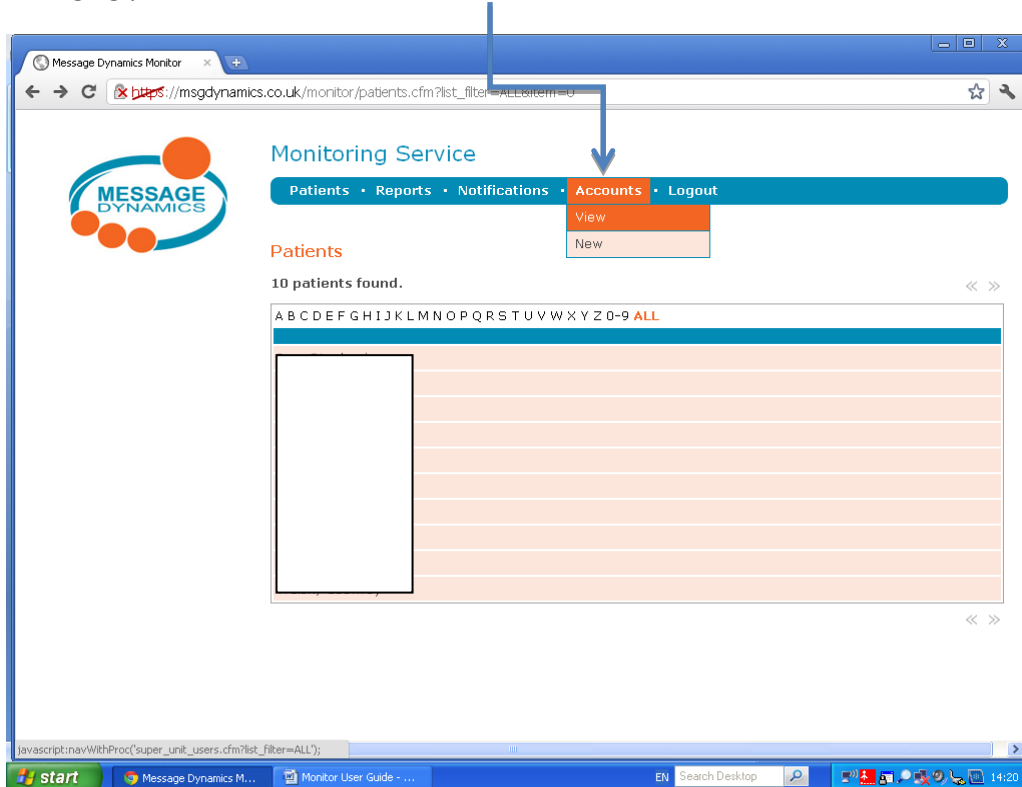 Message Dynamics Monitor
https://msgdynamics.co.uk/monitor/patients.cfm?list_filter=ALL&item=0
MESSAGE
DYNAMICS
Monitoring Service
Patients • Reports • Notifications • Accounts • Logout
View
New
Patients
10 patients found.
« »
A B C D E F G H I J K L M N O P Q R S T U V W X Y Z 0-9 ALL
« »
javascript:navWithProc('super_unit_users.cfm?list_filter=ALL');
start
Message Dynamics M...
Monitor User Guide - ...
EN
Search Desktop
14:20